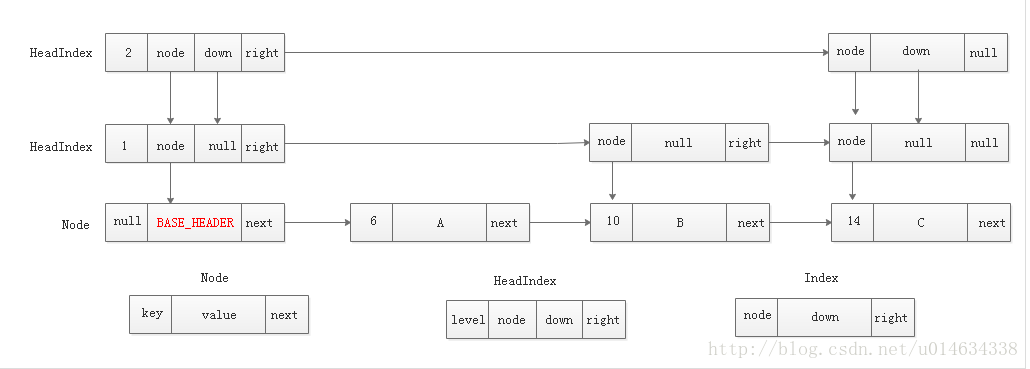 HeadIndex 2 node down right node down null
HeadIndex 1 node null right node null right node null null
Node null BASE_HEADER next 6 A next 10 B next 14 C next
Node HeadIndex Index
key value next level node down right node down right
http://blog.csdn.net/u014634338